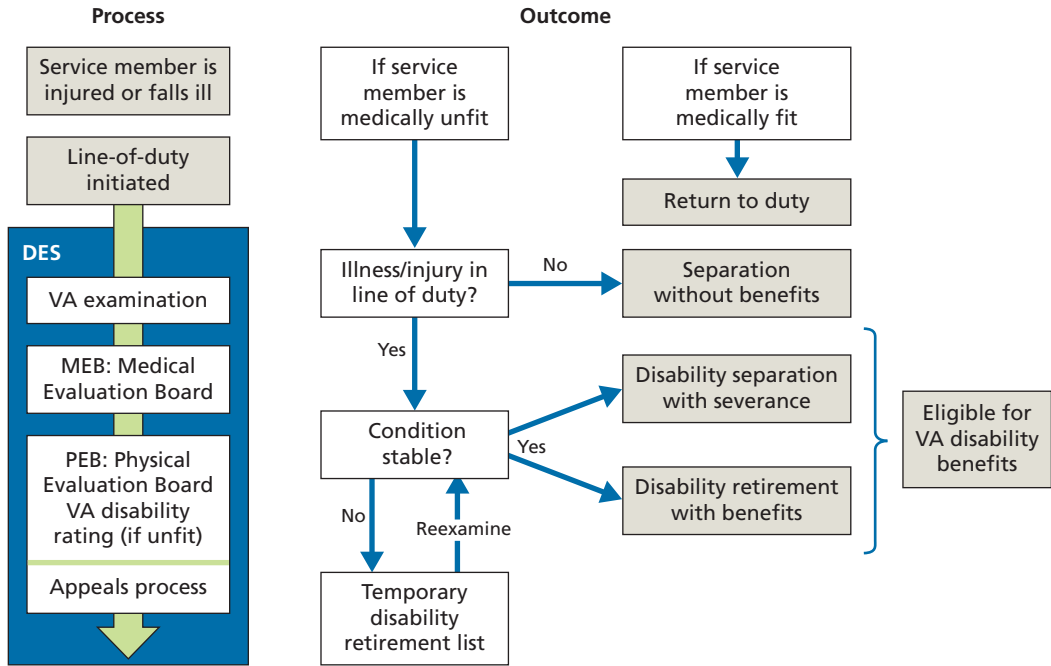 Process
Service member is
injured or falls ill
Line-of-duty
initiated
DES
VA examination
MEB: Medical
Evaluation Board
PEB: Physical
Evaluation Board
VA disability
rating (if unfit)
Appeals process
Outcome
If service
member is
medically unfit
If service
member is
medically fit
Return to duty
Illness/injury in
line of duty?
No
Separation
without benefits
Yes
Condition
stable?
Yes
Disability separation
with severance
Disability retirement
with benefits
Eligible for
VA disability
benefits
No
Reexamine
Temporary
disability
retirement list